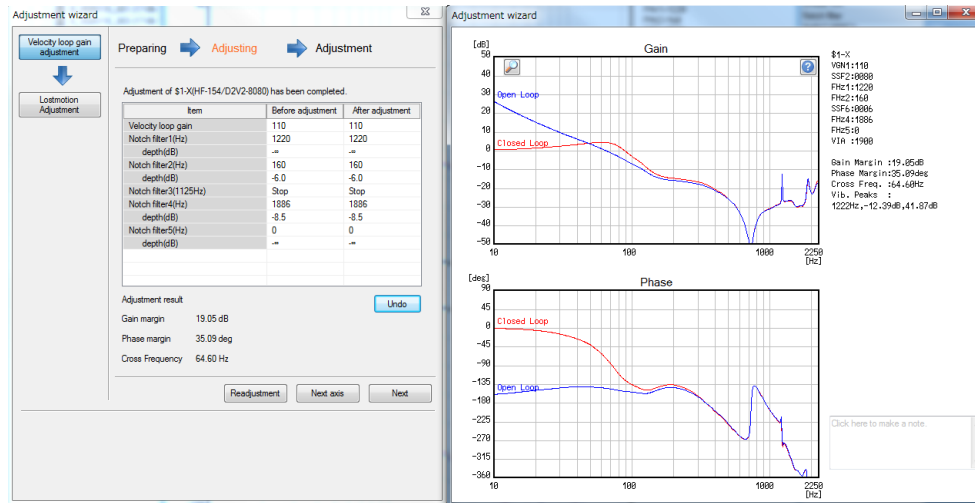 Adjustment wizard
Velocity loop gain
adjustment
Lostmotion
Adjustment
Preparing Adjusting Adjustment
Adjustment of $1-X(HF-154/D2V2-8080) has been completed.
Item Before adjustment After adjustment
Velocity loop gain 110 110
Notch filter1(Hz) 1220 1220
depth(dB) -∞ -∞
Notch filter2(Hz) 160 160
depth(dB) -6.0 -6.0
Notch filter3(1125Hz) Stop Stop
Notch filter4(Hz) 1886 1886
depth(dB) -8.5 -8.5
Notch filter5(Hz) 0 0
depth(dB) -∞ -∞
Adjustment result
Undo
Gain margin 19.05 dB
Phase margin 35.09 deg
Cross Frequency 64.60 Hz
Readjustment Next axis Next
Adjustment wizard
Gain
[dB]
50
40
30
20
10
0
-10
-20
-30
-40
-50
Open Loop
Closed Loop
10 100 1000 2250
[Hz]
Phase
[deg]
90
45
0
-45
-90
-135
-180
-225
-270
-315
-360
Closed Loop
Open Loop
10 100 1000 2250
[Hz]
$1-X
VGN1:110
SSF2:0000
FHz1:1220
FHz2:160
SSF6:0006
FHz4:1886
FHz5:0
VIA :1900
Gain Margin :19.05dB
Phase Margin:35.09deg
Cross Freq. :64.60Hz
Vib. Peaks :
1222Hz,-12.39dB,41.87dB
Click here to make a note.